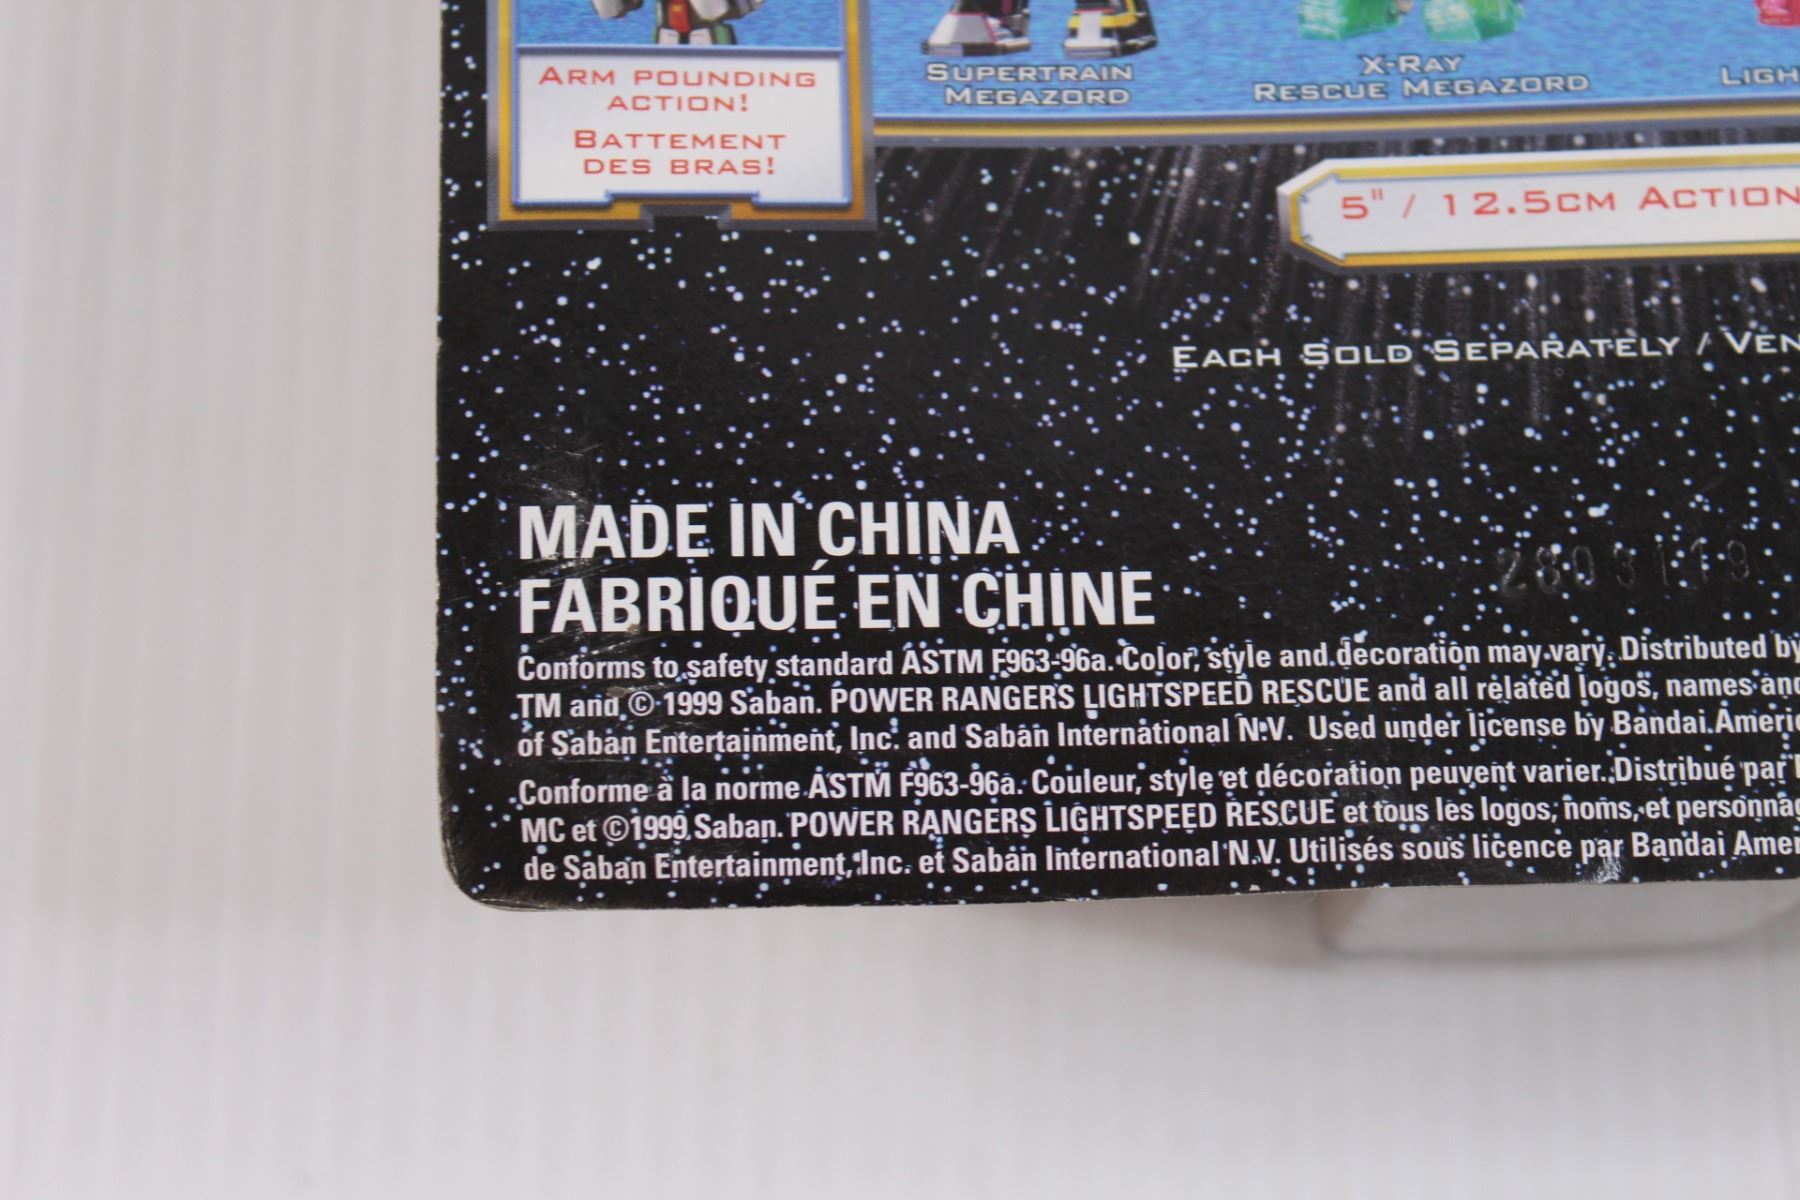 ARM POUNDING
ACTION!
BATTEMENT
DES BRAS!
SUPERTRAIN
MEGAZORD
X-RAY
RESCUE MEGAZORD
5" / 12.5CM ACTION
EACH SOLD SEPARATELY /
MADE IN CHINA
FABRIQUÉ EN CHINE
Conforms to safety standard ASTM F963-96a. Color, style and decoration may vary. Distributed by
TM and © 1999 Saban. POWER RANGERS LIGHTSPEED RESCUE and all related logos, names and
of Saban Entertainment, Inc. and Saban International N.V. Used under license by Bandai
Conforme à la norme ASTM F963-96a. Couleur, style et décoration peuvent varier. Distribué par
MC et ©1999 Saban. POWER RANGERS LIGHTSPEED RESCUE et tous les logos, noms, et
de Saban Entertainment, Inc. et Saban International N.V. Utilisés sous licence par Bandai